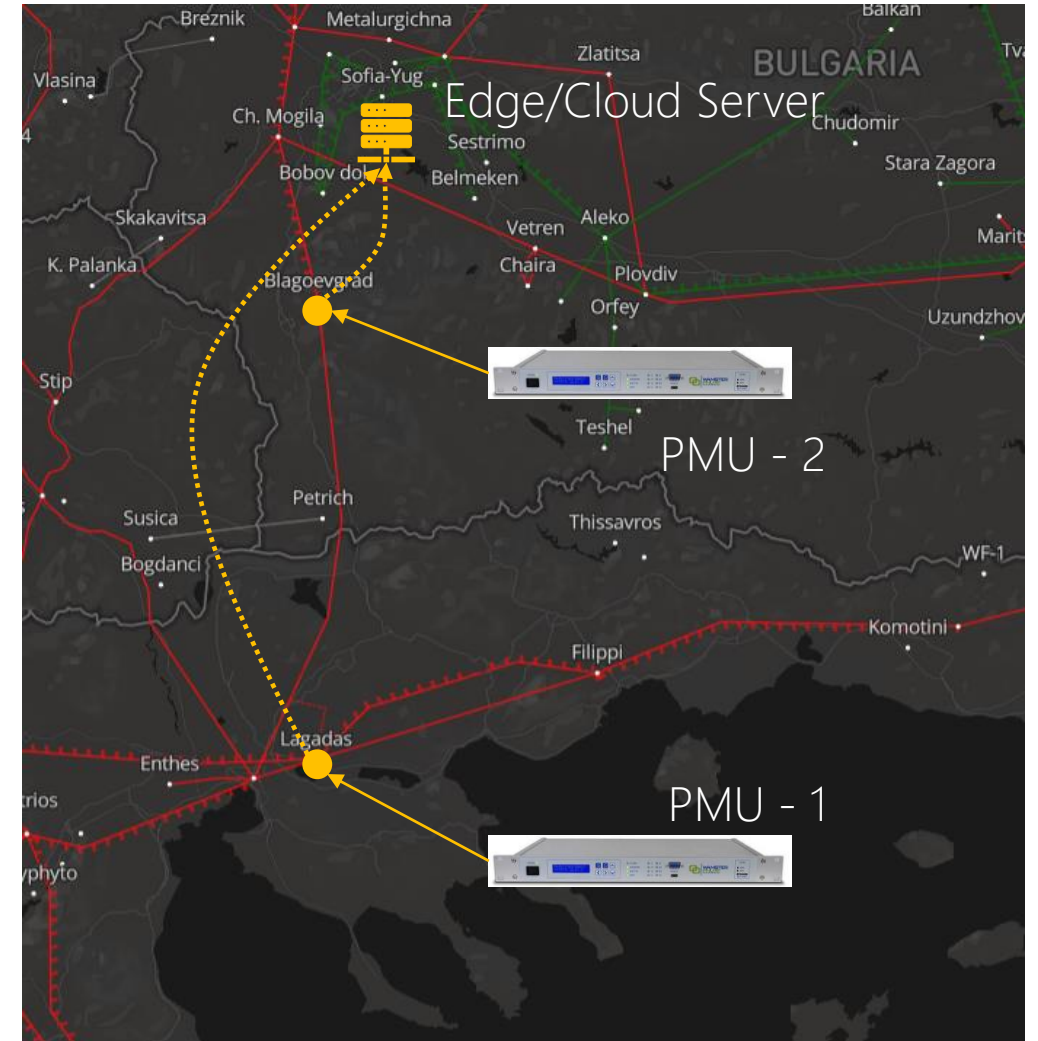 Breznik
Metalurgichna
Balkan
Zlatitsa
BULGARIA
Vlasina
Sofia-Yug
Edge/Cloud Server
Ch. Mogila
Chudomir
Sestrimo
Stara Zagora
Bobov dol
Belmeken
Skakavitsa
Aleko
Vetren
Marits
K. Palanka
Chaira
Plovdiv
Blagoevgrad
Orfey
Uzundzhov
Stip
Teshel
PMU - 2
Petrich
Susica
Thissavros
Bogdanci
WF-1
Komotini
Filippi
Lagadas
Enthes
trios
PMU - 1
yphyto